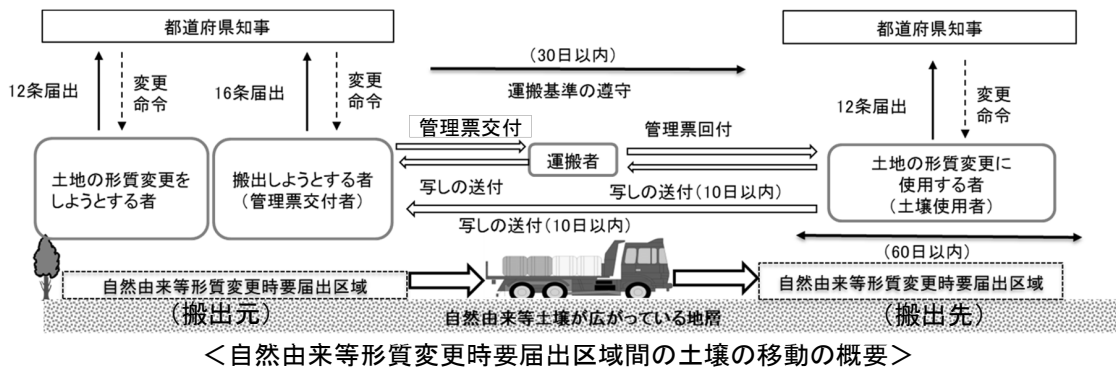 都道府県知事
都道府県知事
12条届出
変更
命令
16条届出
変更
命令
(30日以内)
運搬基準の遵守
12条届出
変更
命令
土地の形質変更を
しようとする者
搬出しようとする者
(管理票交付者)
管理票交付
運搬者
管理票回付
土地の形質変更に
使用する者
(土壌使用者)
写しの送付
写しの送付(10日以内)
写しの送付(10日以内)
(60日以内)
自然由来等形質変更時要届出区域
自然由来等形質変更時要届出区域
(搬出元)
自然由来等土壌が広がっている地層
(搬出先)
<自然由来等形質変更時要届出区域間の土壌の移動の概要>